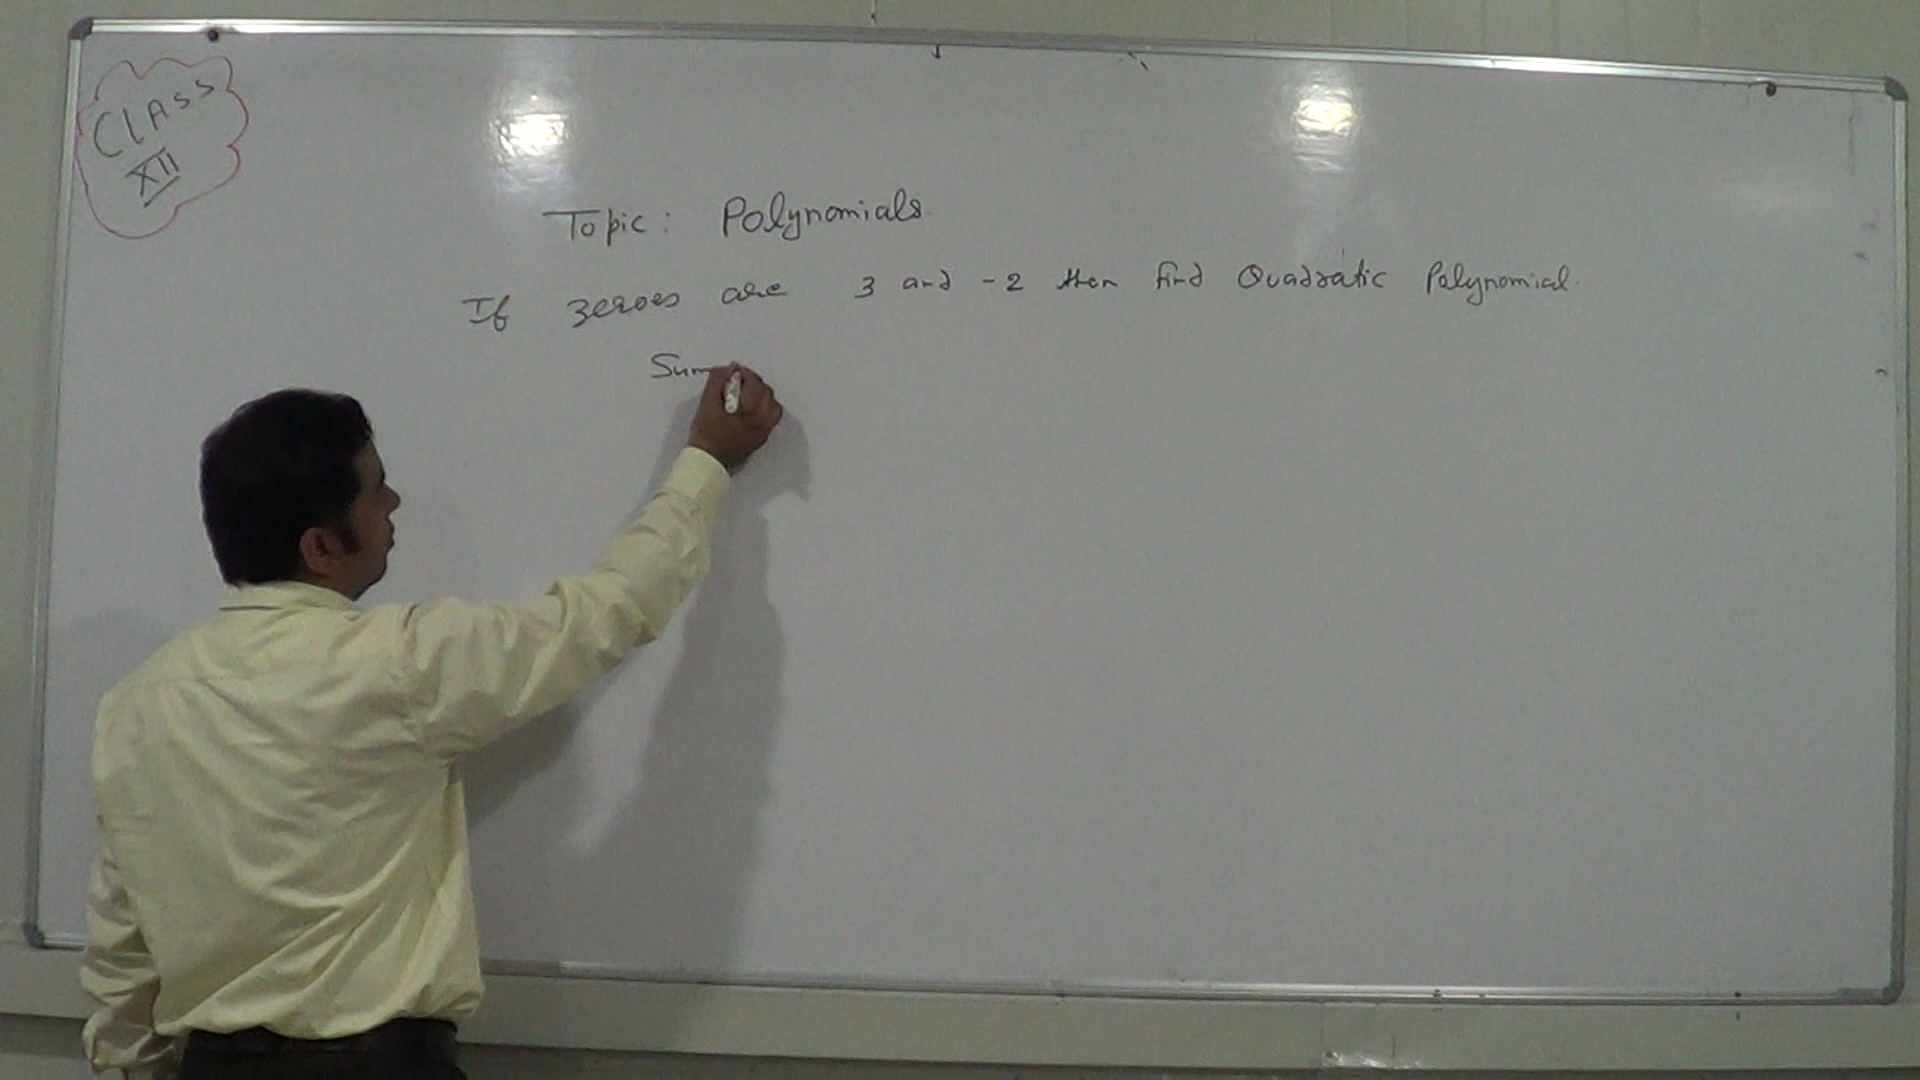 CLASS
XII
Topic: Polynomials.
If zeroes are 3 and -2 then find Quadratic Polynomial.
Sum